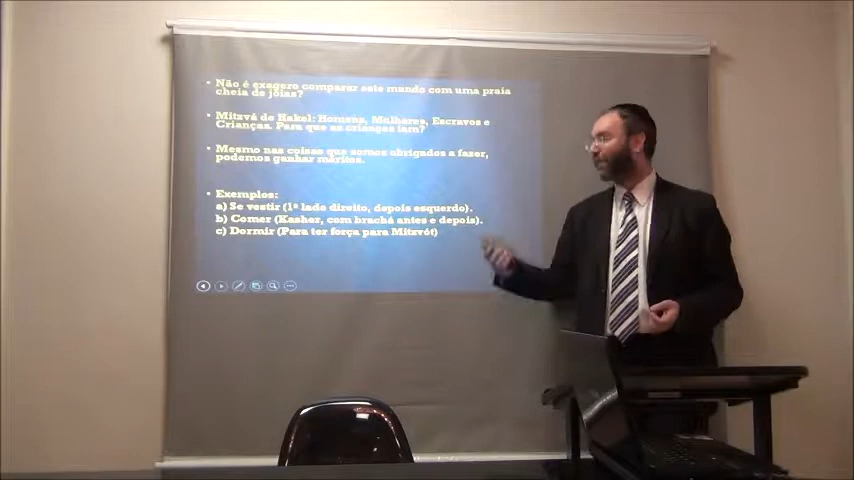 • Não é exagero comparar este mundo com uma praia
cheia de jóias?
• Mitzvá de Hakel: Homens, Mulheres, Escravos e
Crianças. Para que as crianças iam?
• Mesmo nas coisas que somos obrigados a fazer,
podemos ganhar méritos.
• Exemplos:
a) Se vestir (1º lado direito, depois esquerdo).
b) Comer (Kasher, com brachá antes e depois).
c) Dormir (Para ter força para Mitzvót)